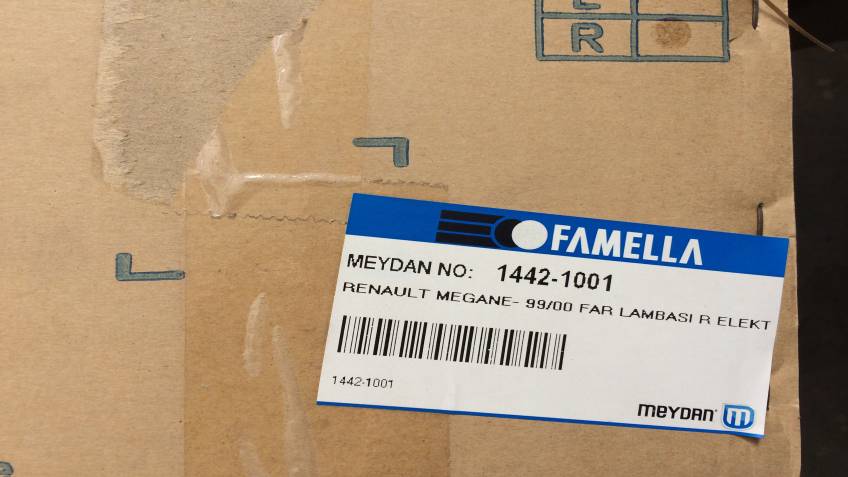 R
FAMELLA
MEYDAN NO: 1442-1001
RENAULT MEGANE- 99/00 FAR LAMBASI R ELEKT
1442-1001
MEYDAN m